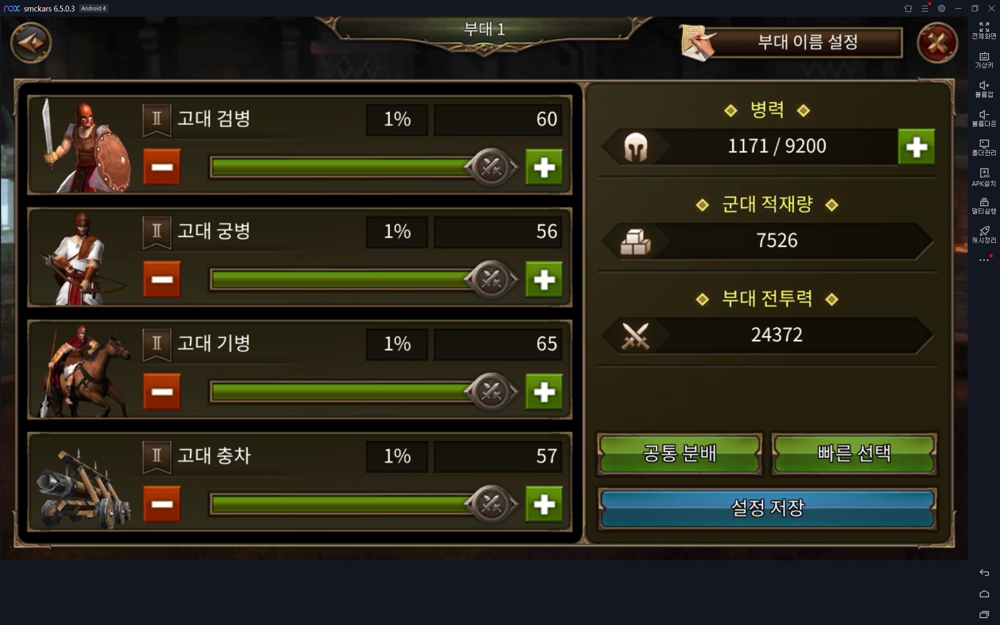 nox smckars 6.5.0.3 Android 4
부대 1
부대 이름 설정
II 고대 검병 1% 60
II 고대 궁병 1% 56
II 고대 기병 1% 65
II 고대 충차 1% 57
병력
1171 / 9200
군대 적재량
7526
부대 전투력
24372
공통 분배
빠른 선택
설정 저장
전체화면
가상키
볼륨업
볼륨다운
폴더관리
APK설치
멀티실행
캐시정리